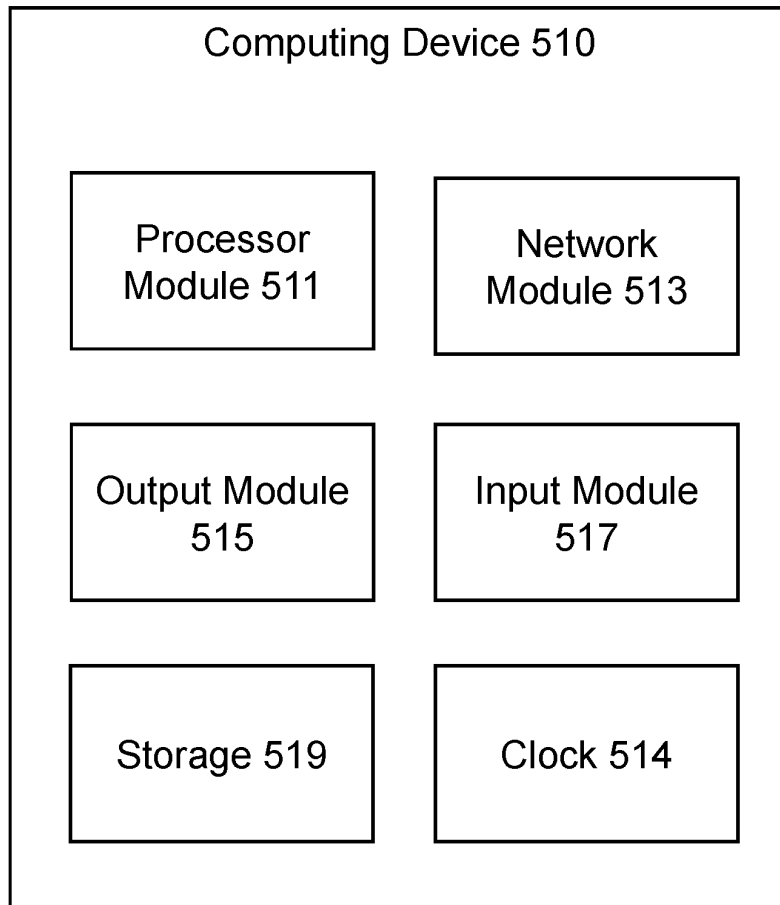 Computing Device 510
Processor
Module 511
Network
Module 513
Output Module
515
Input Module
517
Storage 519
Clock 514